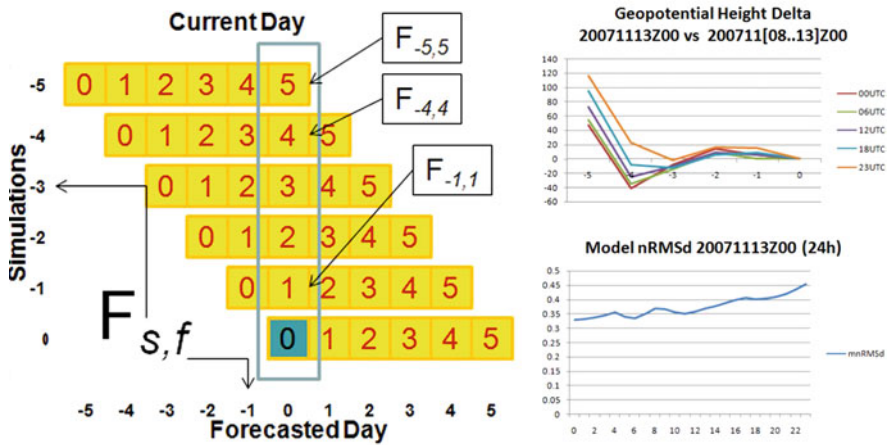 Current Day
F-5,5
F-4,4
F-1,1
Simulations
-5 0 1 2 3 4 5
-4 0 1 2 3 4 5
-3 0 1 2 3 4 5
-2 0 1 2 3 4 5
-1 0 1 2 3 4 5
0 0 1 2 3 4 5
Fs,f
-5 -4 -3 -2 -1 0 1 2 3 4 5
Forecasted Day
Geopotential Height Delta
20071113Z00 vs 200711[08..13]Z00
140
120
100
80
60
40
20
0
-20
-40
-60
-5 -4 -3 -2 -1 0
00UTC
06UTC
12UTC
18UTC
23UTC
Model nRMSd 20071113Z00 (24h)
0.5
0.45
0.4
0.35
0.3
0.25
0.2
0.15
0.1
0.05
0
0 2 4 6 8 10 12 14 16 18 20 22
mnRMSd